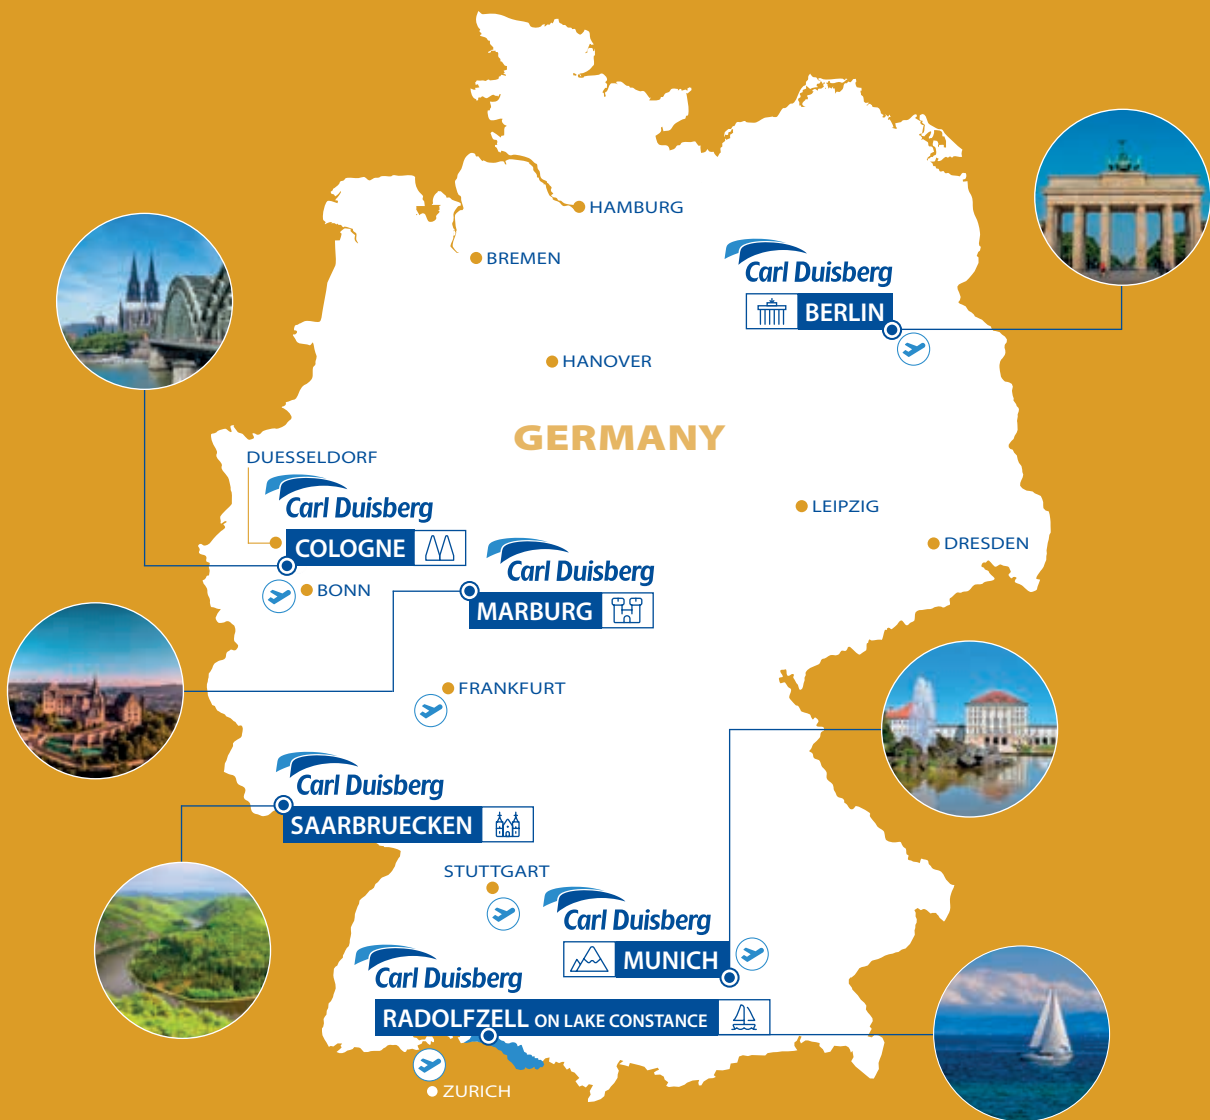 HAMBURG
BREMEN
Carl Duisberg
BERLIN
HANOVER
GERMANY
DUESSELDORF
Carl Duisberg
COLOGNE
LEIPZIG
DRESDEN
Carl Duisberg
MARBURG
BONN
FRANKFURT
Carl Duisberg
SAARBRUECKEN
STUTTGART
Carl Duisberg
MUNICH
Carl Duisberg
RADOLFZELL ON LAKE CONSTANCE
ZURICH